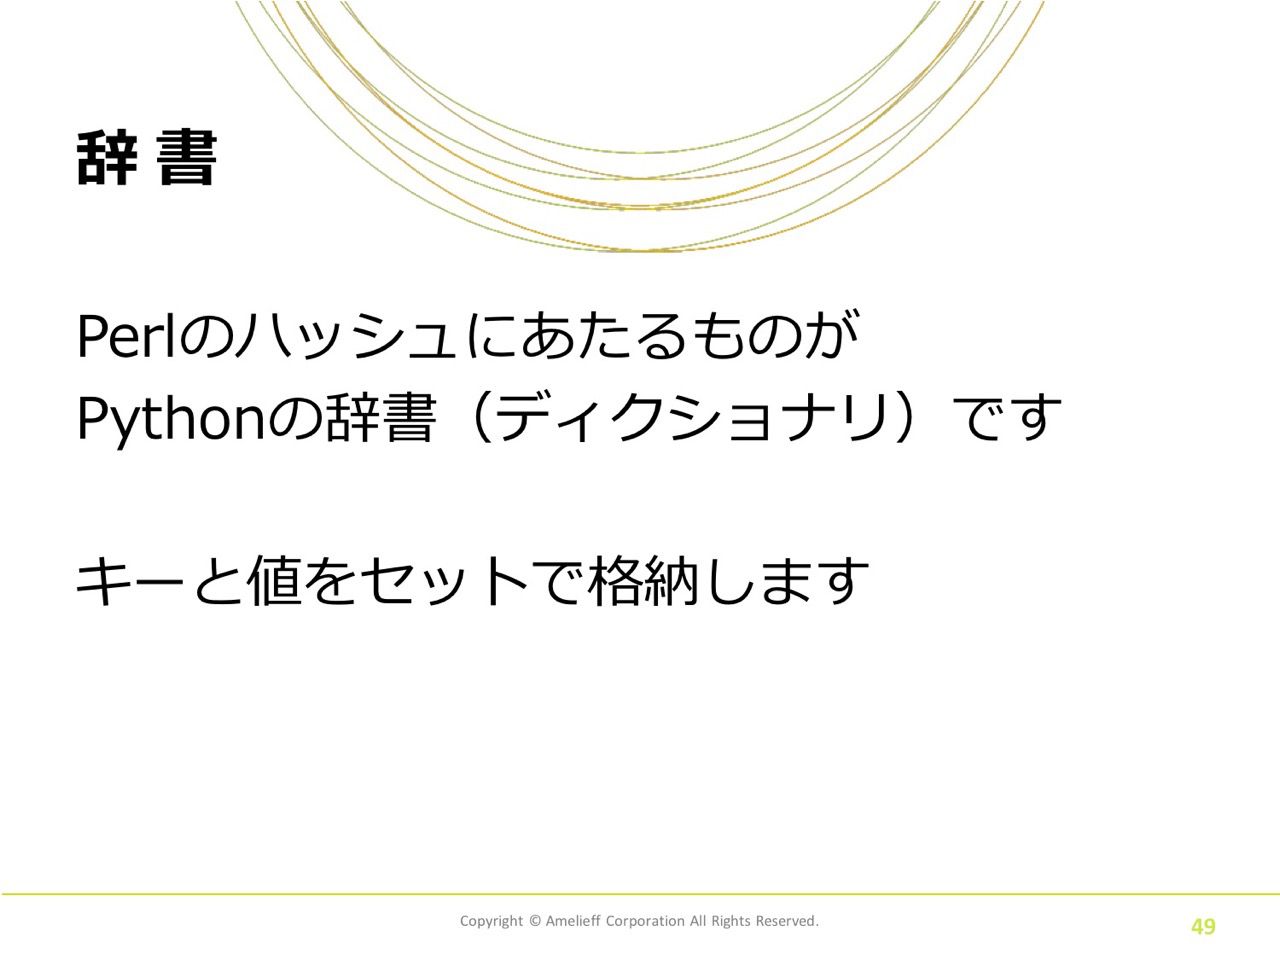 辞書
Perlのハッシュにあたるものが
Pythonの辞書（ディクショナリ）です
キーと値をセットで格納します
Copyright © Amelieff Corporation All Rights Reserved.
49